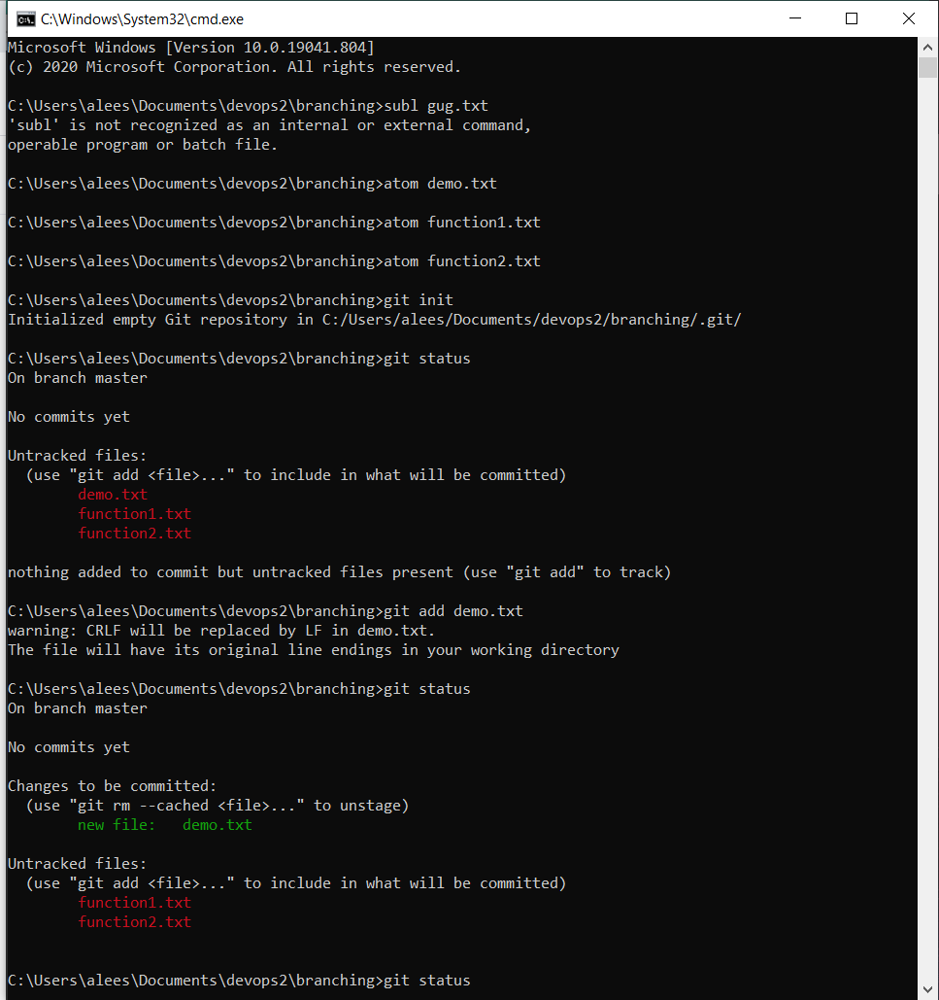 C:\Windows\System32\cmd.exe
Microsoft Windows [Version 10.0.19041.804]
(c) 2020 Microsoft Corporation. All rights reserved.
C:\Users\alees\Documents\devops2\branching>subl gug.txt
'subl' is not recognized as an internal or external command,
operable program or batch file.
C:\Users\alees\Documents\devops2\branching>atom demo.txt
C:\Users\alees\Documents\devops2\branching>atom function1.txt
C:\Users\alees\Documents\devops2\branching>atom function2.txt
C:\Users\alees\Documents\devops2\branching>git init
Initialized empty Git repository in C:/Users/alees/Documents/devops2/branching/.git/
C:\Users\alees\Documents\devops2\branching>git status
On branch master
No commits yet
Untracked files:
  (use "git add <file>..." to include in what will be committed)
        demo.txt
        function1.txt
        function2.txt
nothing added to commit but untracked files present (use "git add" to track)
C:\Users\alees\Documents\devops2\branching>git add demo.txt
warning: CRLF will be replaced by LF in demo.txt.
The file will have its original line endings in your working directory
C:\Users\alees\Documents\devops2\branching>git status
On branch master
No commits yet
Changes to be committed:
  (use "git rm --cached <file>..." to unstage)
        new file:   demo.txt
Untracked files:
  (use "git add <file>..." to include in what will be committed)
        function1.txt
        function2.txt
C:\Users\alees\Documents\devops2\branching>git status